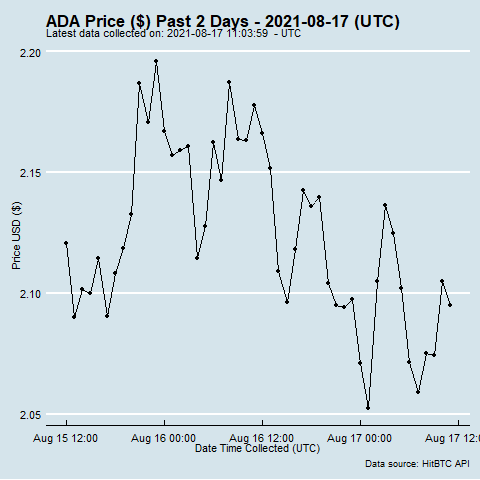 ADA Price ($) Past 2 Days - 2021-08-17 (UTC)
Latest data collected on: 2021-08-17 11:03:59 - UTC
2.20
2.15
2.10
2.05
Price USD ($)
Aug 15 12:00 Aug 16 00:00 Aug 16 12:00 Aug 17 00:00 Aug 17 12:0
Date Time Collected (UTC)
Data source: HitBTC API